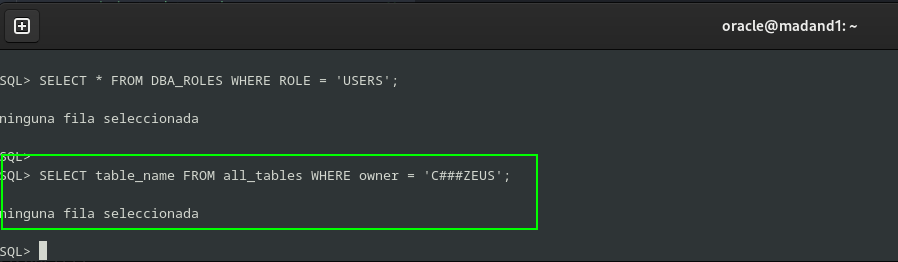 oracle@madand1: ~
SQL> SELECT * FROM DBA_ROLES WHERE ROLE = 'USERS';
ninguna fila seleccionada
SQL>
SQL> SELECT table_name FROM all_tables WHERE owner = 'C###ZEUS';
ninguna fila seleccionada
SQL>